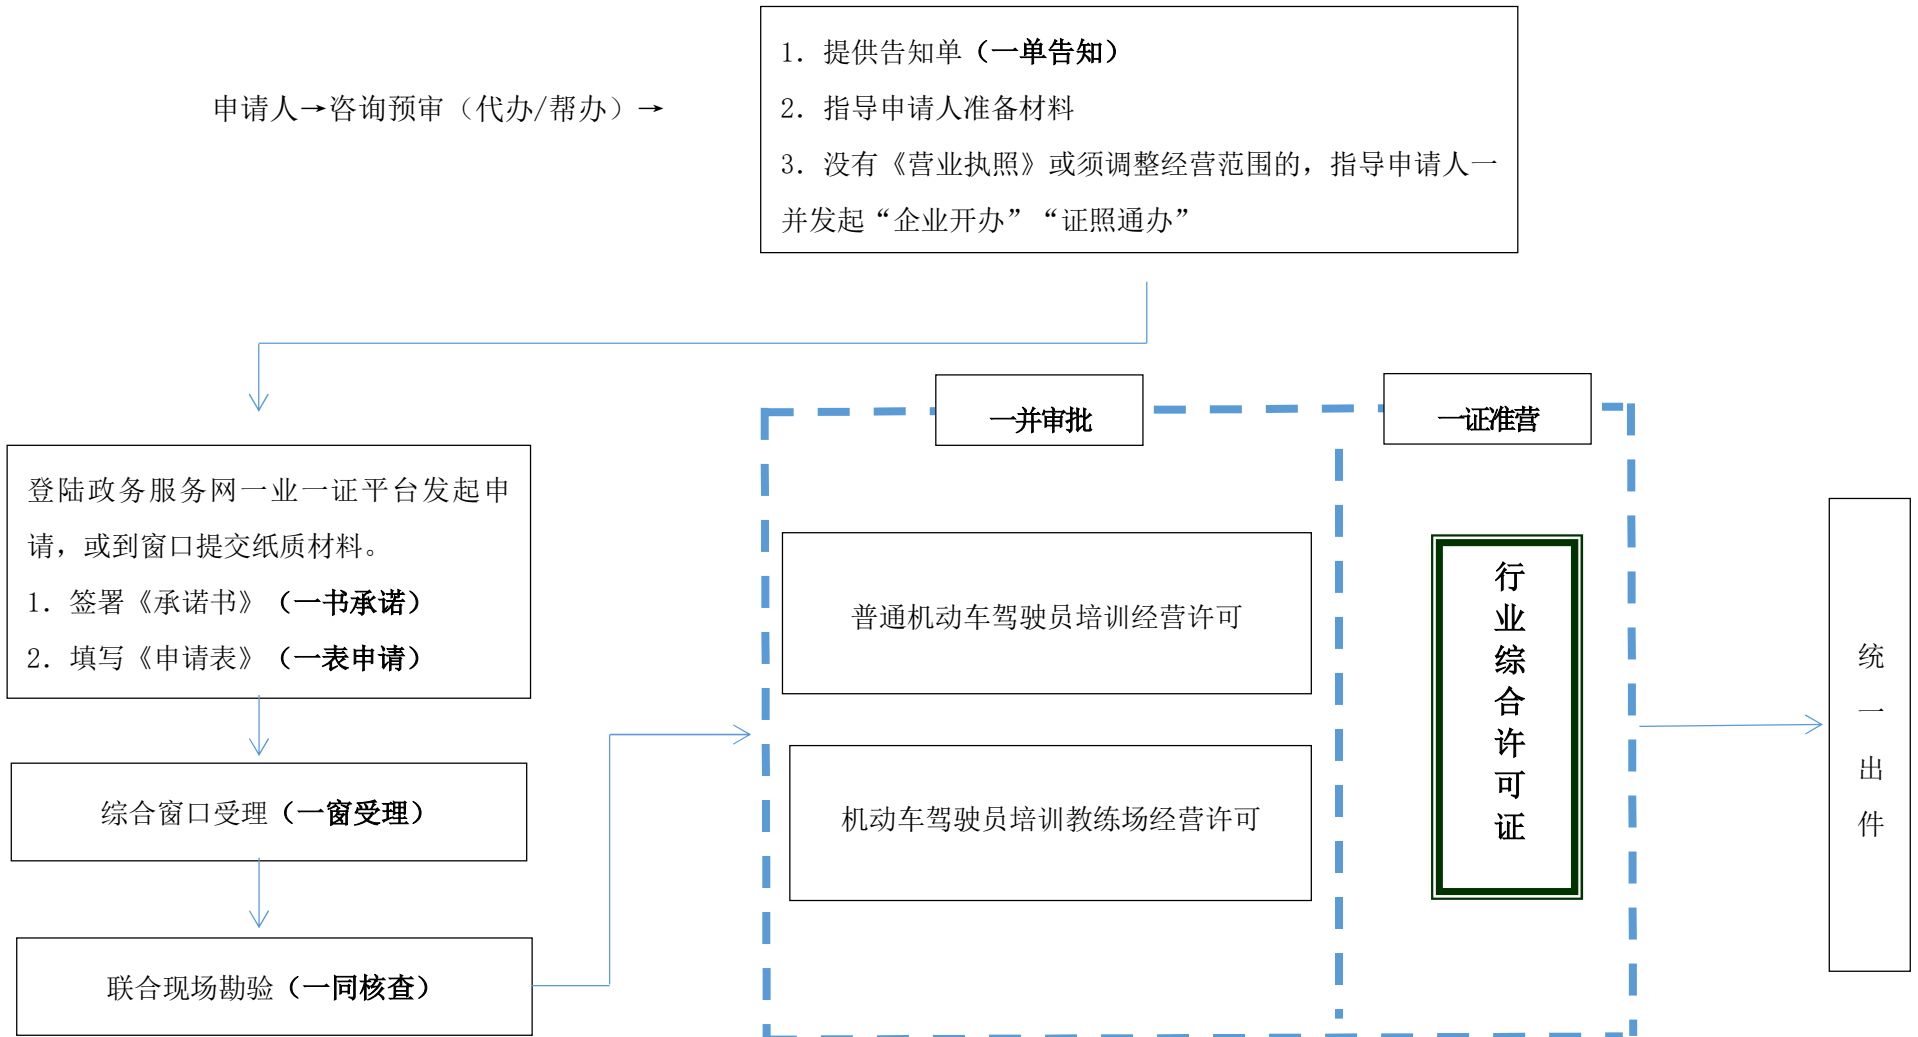 1. 提供告知单（一单告知）
申请人→咨询预审（代办/帮办）→
2. 指导申请人准备材料
3. 没有《营业执照》或须调整经营范围的，指导申请人一
并发起“企业开办”“证照通办”
一并审批
一证准营
登陆政务服务网一业一证平台发起申
请，或到窗口提交纸质材料。
1. 签署《承诺书》（一书承诺）
2. 填写《申请表》（一表申请）
综合窗口受理（一窗受理）
联合现场勘验（一同核查）
普通机动车驾驶员培训经营许可
机动车驾驶员培训教练场经营许可
行业综合许可证
统一出件